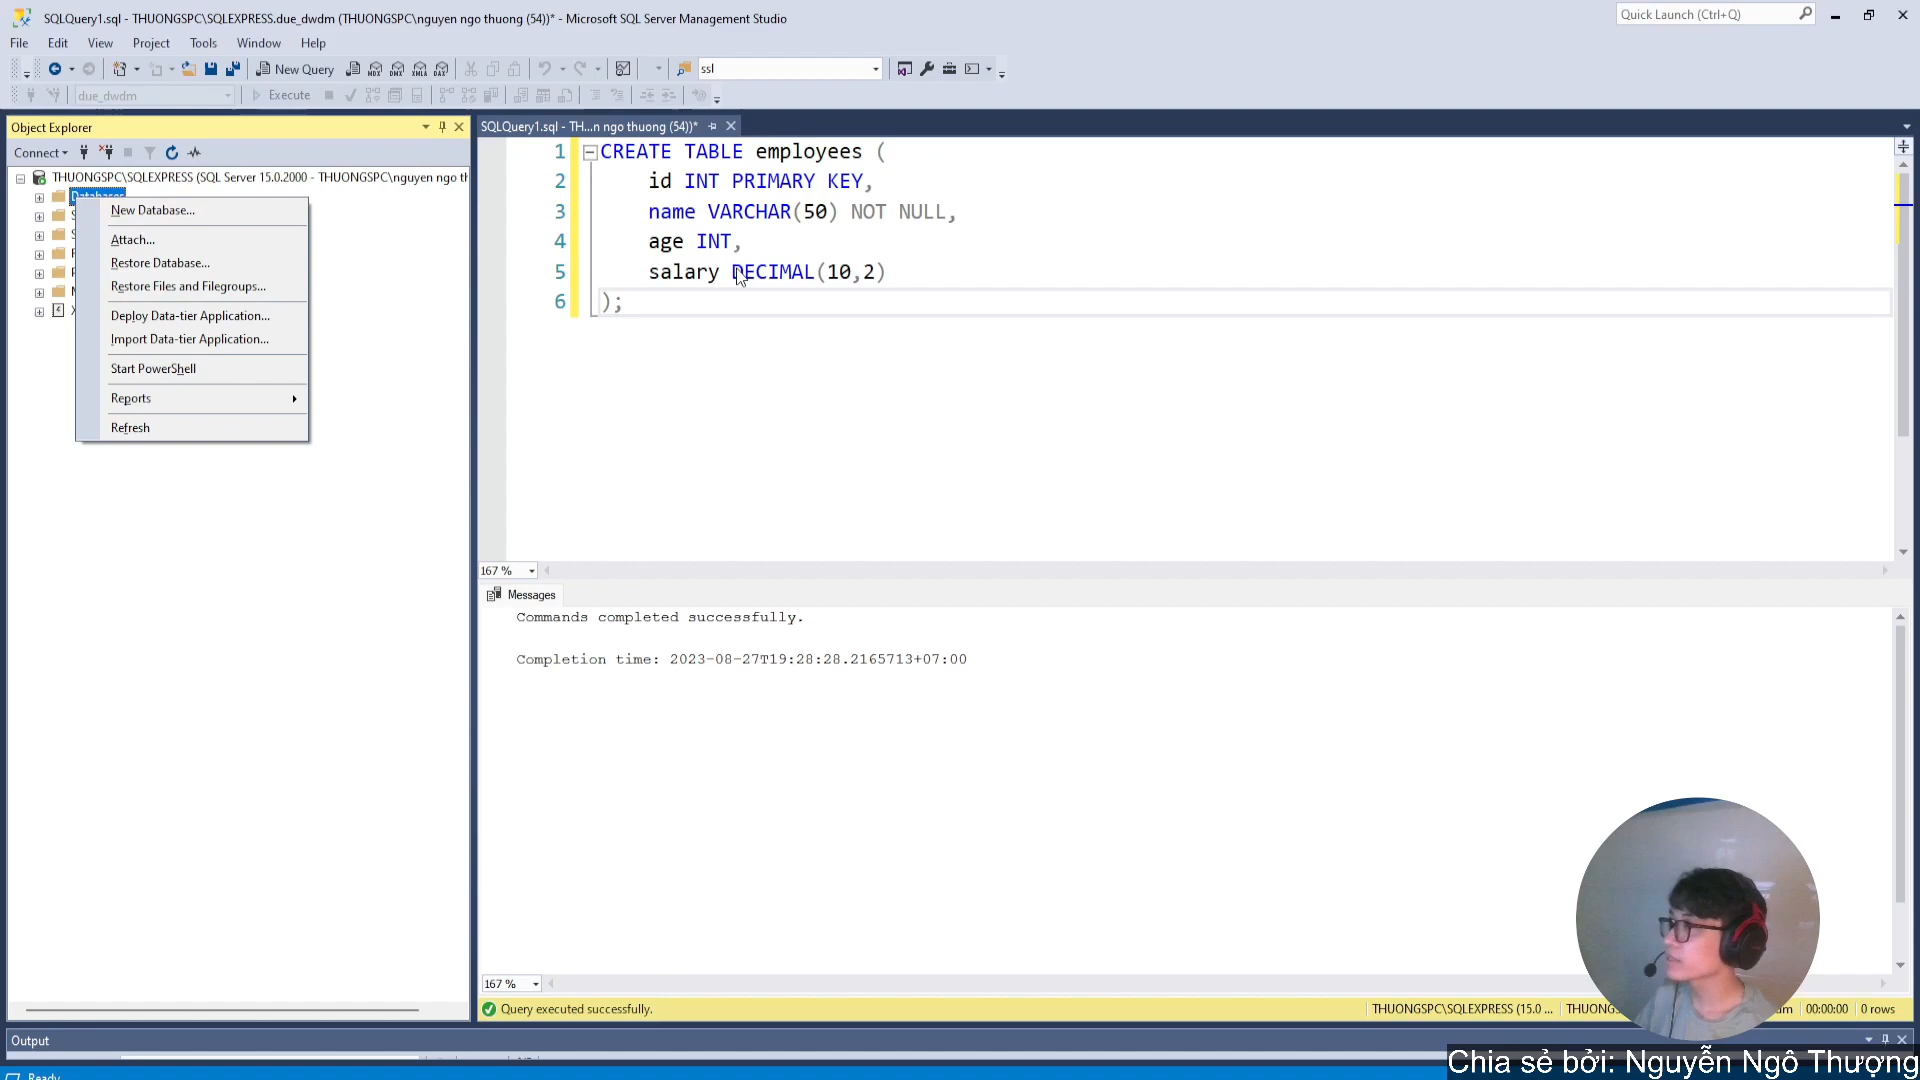 SQLQuery1.sql - THUONGSPC\SQLEXPRESS.due_dwdm (THUONGSPC\nguyen ngo thuong (54))* - Microsoft SQL Server Management Studio
Quick Launch (Ctrl+Q)
File Edit View Project Tools Window Help
New Query
ssl
due_dwdm
Execute
Object Explorer
Connect
THUONGSPC\SQLEXPRESS (SQL Server 15.0.2000 - THUONGSPC\nguyen ngo th
Databases
New Database...
Attach...
Restore Database...
Restore Files and Filegroups...
Deploy Data-tier Application...
Import Data-tier Application...
Start PowerShell
Reports
Refresh
SQLQuery1.sql - TH...n ngo thuong (54))*
1 CREATE TABLE employees (
2 id INT PRIMARY KEY,
3 name VARCHAR(50) NOT NULL,
4 age INT,
5 salary DECIMAL(10,2)
6 );
167 %
Messages
Commands completed successfully.
Completion time: 2023-08-27T19:28:28.2165713+07:00
167 %
Query executed successfully.
THUONGSPC\SQLEXPRESS (15.0 ... THUONGS 00:00:00 0 rows
Output
Ready
Chia sẻ bởi: Nguyễn Ngô Thượng